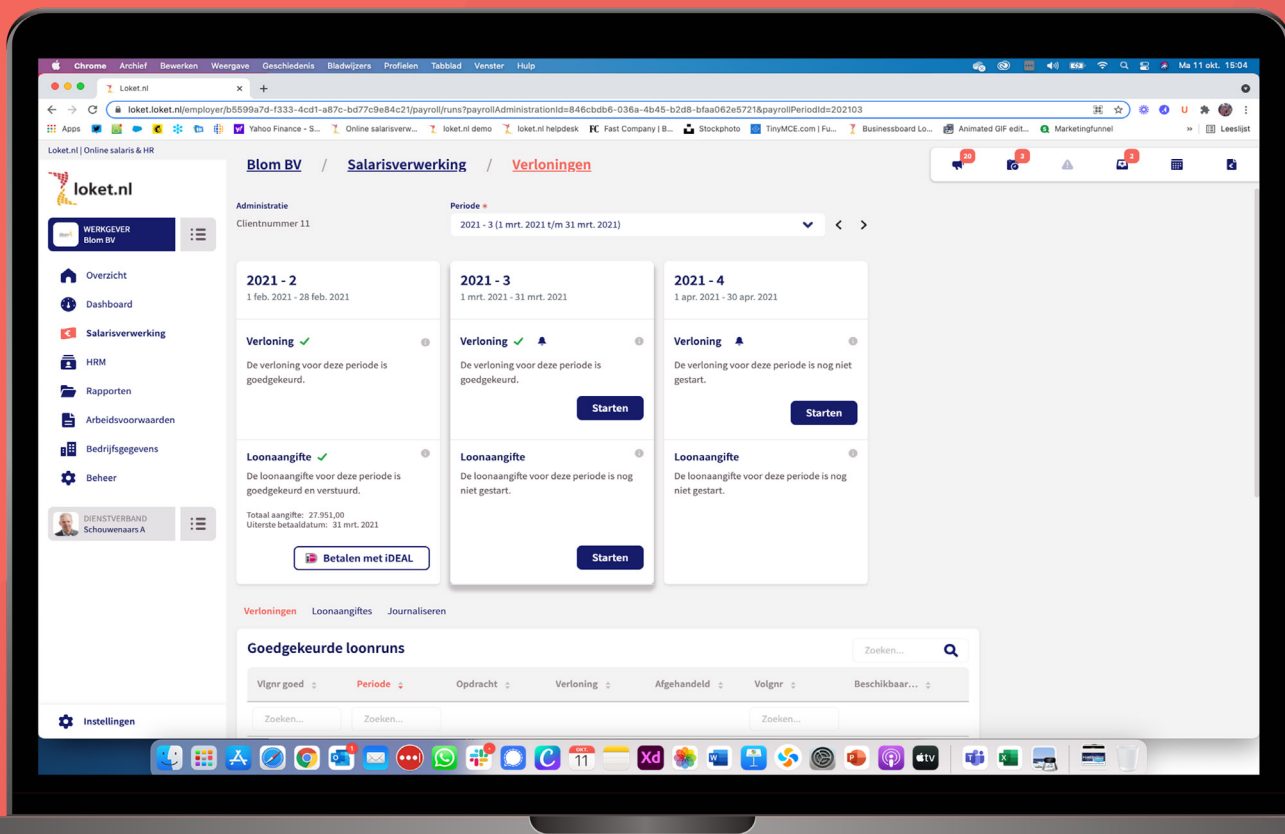 Chrome Archief Bewerken Weergave Geschiedenis Bladwijzers Profielen Tabblad Venster Hulp
Ma 11 okt. 15:04
Loket.nl
loket.loket.nl/employer/b5599a7d-f333-4cd1-a87c-bd77c9e84c21/payroll/runs?payrollAdministrationId=846cbdb6-036a-4b45-b2d8-bfaa062e5721&payrollPeriodId=202103
Apps Yahoo Finance - S... Online salarisverw... loket.nl demo loket.nl helpdesk FC Fast Company | B... Stockphoto TinyMCE.com | Fu... Businessboard Lo... Animated GIF edit... Marketingfunnel » Leeslijst
Loket.nl | Online salaris & HR
Blom BV / Salarisverwerking / Verloningen
20 3 2
loket.nl
WERKGEVER
Blom BV
Overzicht
Dashboard
Salarisverwerking
HRM
Rapporten
Arbeidsvoorwaarden
Bedrijfsgegevens
Beheer
DIENSTVERBAND
Schouwenaars A
Instellingen
Administratie
Clientnummer 11
Periode *
2021 - 3 (1 mrt. 2021 t/m 31 mrt. 2021)
2021 - 2
1 feb. 2021 - 28 feb. 2021
Verloning
De verloning voor deze periode is
goedgekeurd.
Loonaangifte
De loonaangifte voor deze periode is
goedgekeurd en verstuurd.
Totaal aangifte: 27.951,00
Uiterste betaaldatum: 31 mrt. 2021
Betalen met iDEAL
2021 - 3
1 mrt. 2021 - 31 mrt. 2021
Verloning
De verloning voor deze periode is
goedgekeurd.
Starten
Loonaangifte
De loonaangifte voor deze periode is nog
niet gestart.
Starten
2021 - 4
1 apr. 2021 - 30 apr. 2021
Verloning
De verloning voor deze periode is nog niet
gestart.
Starten
Loonaangifte
De loonaangifte voor deze periode is nog
niet gestart.
Verloningen Loonaangiftes Journaliseren
Goedgekeurde loonruns
Zoeken...
Vlgnr goed Periode Opdracht Verloning Afgehandeld Volgnr Beschikbaar...
Zoeken... Zoeken... Zoeken...
OKT.
11
Xd
tv